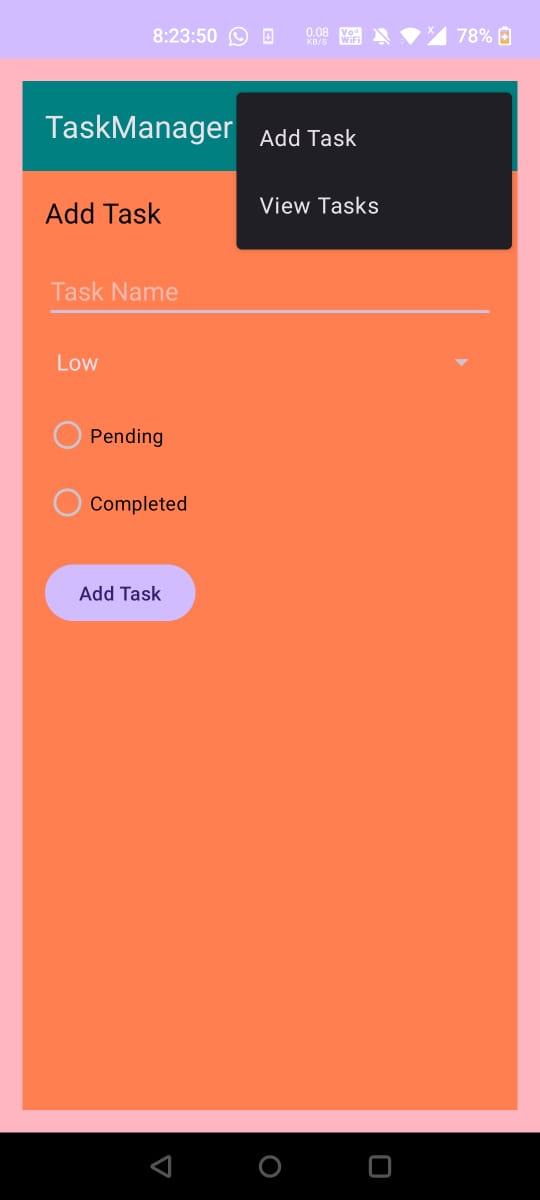 8:23:50 0.08 KB/S Vo WiFi X 78%
TaskManager
Add Task
View Tasks
Add Task
Task Name
Low
Pending
Completed
Add Task